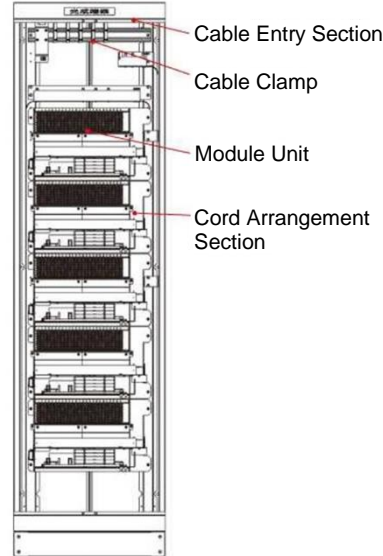 Cable Entry Section
Cable Clamp
Module Unit
Cord Arrangement
Section